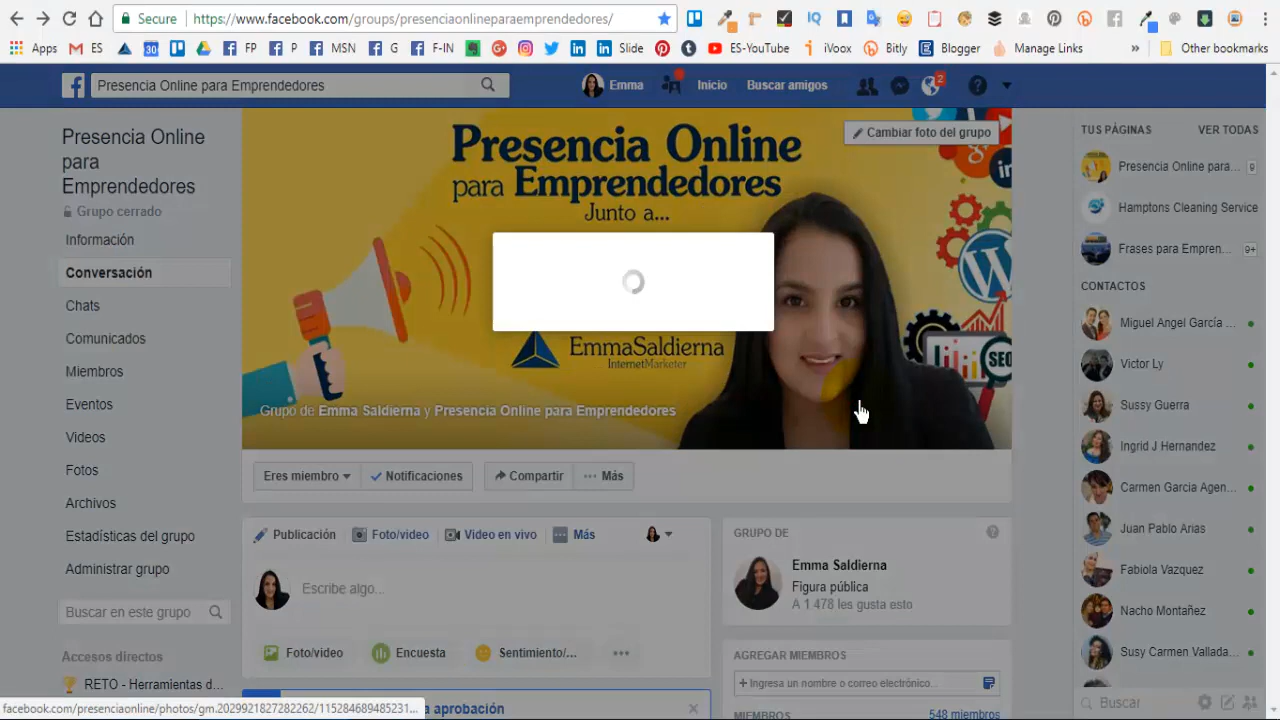 Secure https://www.facebook.com/groups/presenciaonlineparaemprendedores/
Apps ES FP P MSN G F-IN Slide ES-YouTube iVoox Bitly Blogger Manage Links » Other bookmarks
Presencia Online para Emprendedores Emma Inicio Buscar amigos 2
Presencia Online
para
Emprendedores
Grupo cerrado
Información
Conversación
Chats
Comunicados
Miembros
Eventos
Videos
Fotos
Archivos
Estadísticas del grupo
Administrar grupo
Buscar en este grupo
Accesos directos
RETO - Herramientas d...
Cambiar foto del grupo
Presencia Online
para Emprendedores
Junto a...
EmmaSaldierna
InternetMarketer
SEO
Grupo de Emma Saldierna y Presencia Online para Emprendedores
Eres miembro Notificaciones Compartir Más
Publicación Foto/video Video en vivo Más
Escribe algo...
Foto/video Encuesta Sentimiento/...
a aprobación
GRUPO DE
Emma Saldierna
Figura pública
A 1 478 les gusta esto
AGREGAR MIEMBROS
+ Ingresa un nombre o correo electrónico...
MIEMBROS 548 miembros
TUS PÁGINAS VER TODAS
Presencia Online para... 9
Hamptons Cleaning Service
Frases para Empren... 9+
CONTACTOS
Miguel Angel García ...
Victor Ly
Sussy Guerra
Ingrid J Hernandez
Carmen Garcia Agen...
Juan Pablo Arias
Fabiola Vazquez
Nacho Montañez
Susy Carmen Vallada...
Buscar
facebook.com/presenciaonline/photos/gm.2029921827282262/115284689485231...